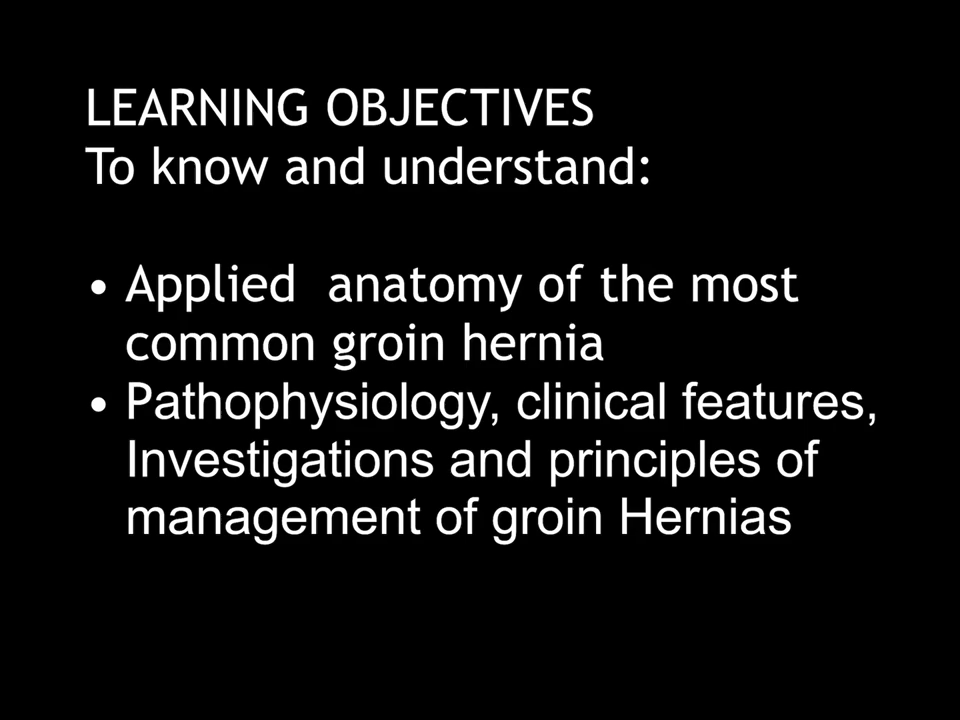 LEARNING OBJECTIVES
To know and understand:
• Applied  anatomy of the most
common groin hernia
• Pathophysiology, clinical features,
Investigations and principles of
management of groin Hernias